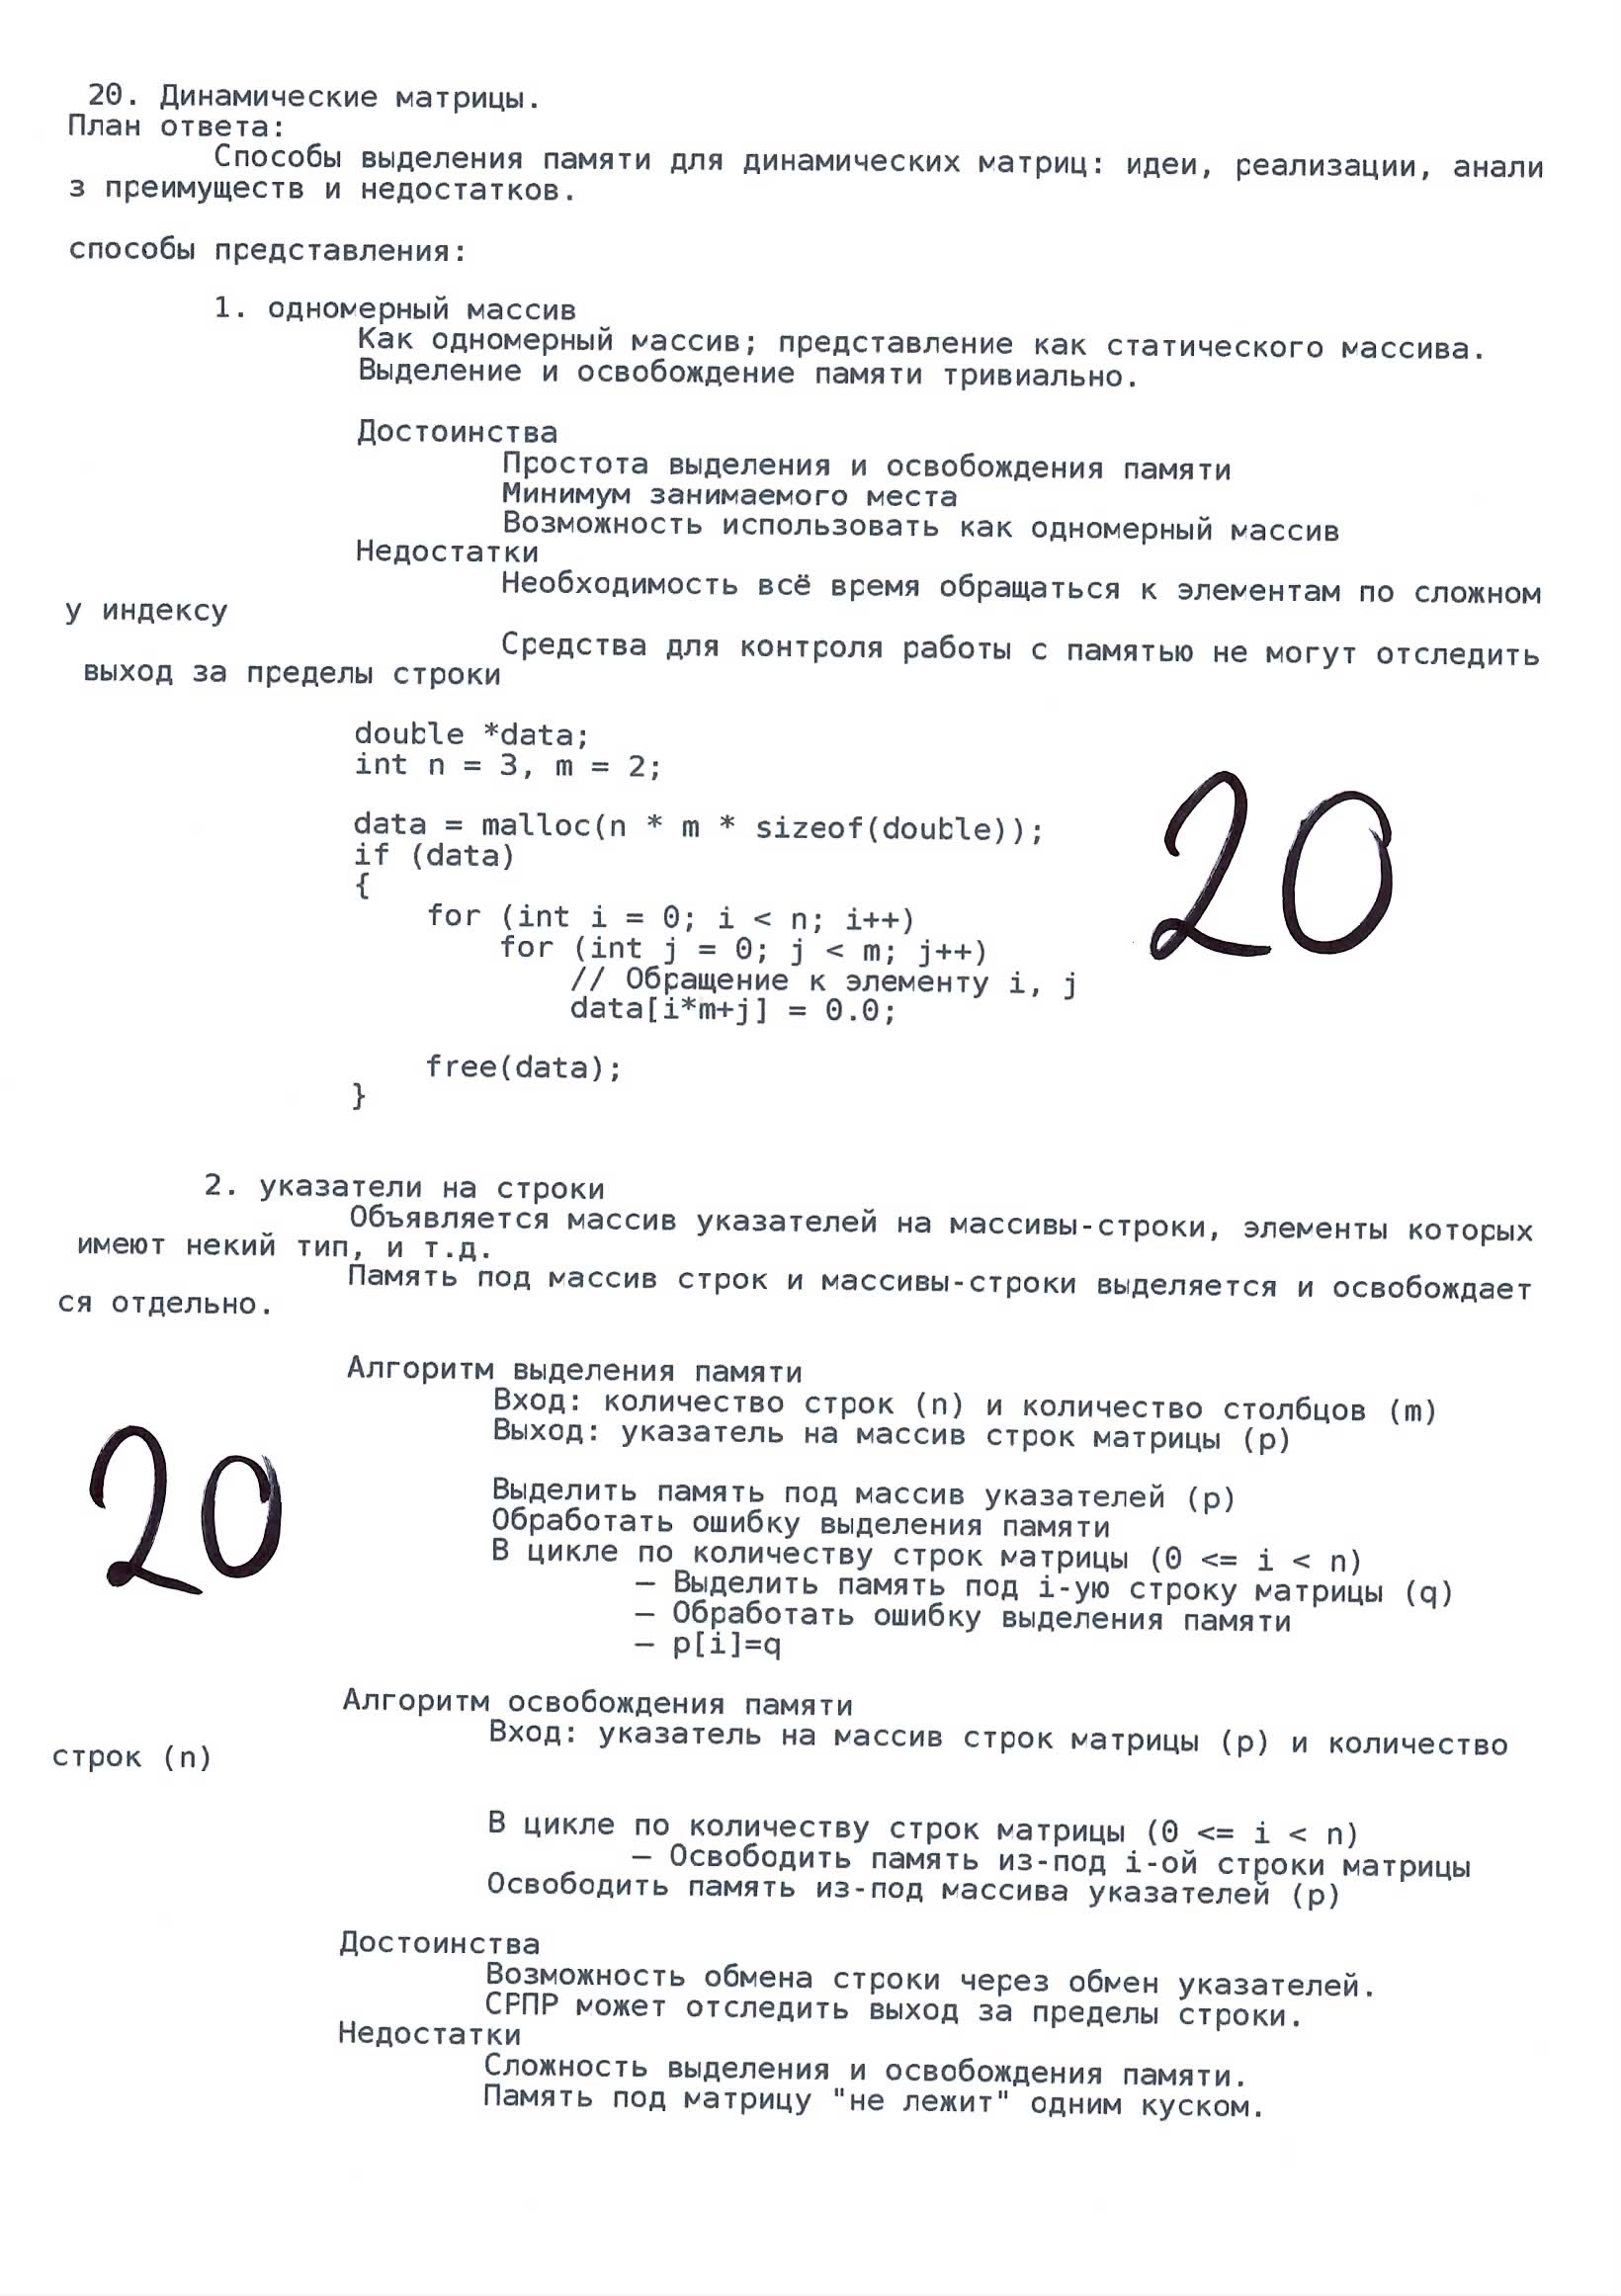 20. Динамические матрицы.
План ответа:
Способы выделения памяти для динамических матриц: идеи, реализации, анали
з преимуществ и недостатков.
способы представления:
1. одномерный массив
Как одномерный массив; представление как статического массива.
Выделение и освобождение памяти тривиально.
Достоинства
Простота выделения и освобождения памяти
Минимум занимаемого места
Возможность использовать как одномерный массив
Недостатки
Необходимость всё время обращаться к элементам по сложном
у индексу
Средства для контроля работы с памятью не могут отследить
выход за пределы строки
double *data;
int n = 3, m = 2;
data = malloc(n * m * sizeof(double));
if (data)
{
for (int i = 0; i < n; i++)
for (int j = 0; j < m; j++)
// Обращение к элементу i, j
data[i*m+j] = 0.0;
free(data);
}
20
2. указатели на строки
Объявляется массив указателей на массивы-строки, элементы которых
имеют некий тип, и т.д.
Память под массив строк и массивы-строки выделяется и освобождает
ся отдельно.
Алгоритм выделения памяти
Вход: количество строк (n) и количество столбцов (m)
Выход: указатель на массив строк матрицы (p)
20
Выделить память под массив указателей (p)
Обработать ошибку выделения памяти
В цикле по количеству строк матрицы (0 <= i < n)
– Выделить память под i-ую строку матрицы (q)
– Обработать ошибку выделения памяти
– p[i]=q
Алгоритм освобождения памяти
Вход: указатель на массив строк матрицы (p) и количество
строк (n)
В цикле по количеству строк матрицы (0 <= i < n)
– Освободить память из-под i-ой строки матрицы
Освободить память из-под массива указателей (p)
Достоинства
Возможность обмена строки через обмен указателей.
СРПР может отследить выход за пределы строки.
Недостатки
Сложность выделения и освобождения памяти.
Память под матрицу "не лежит" одним куском.